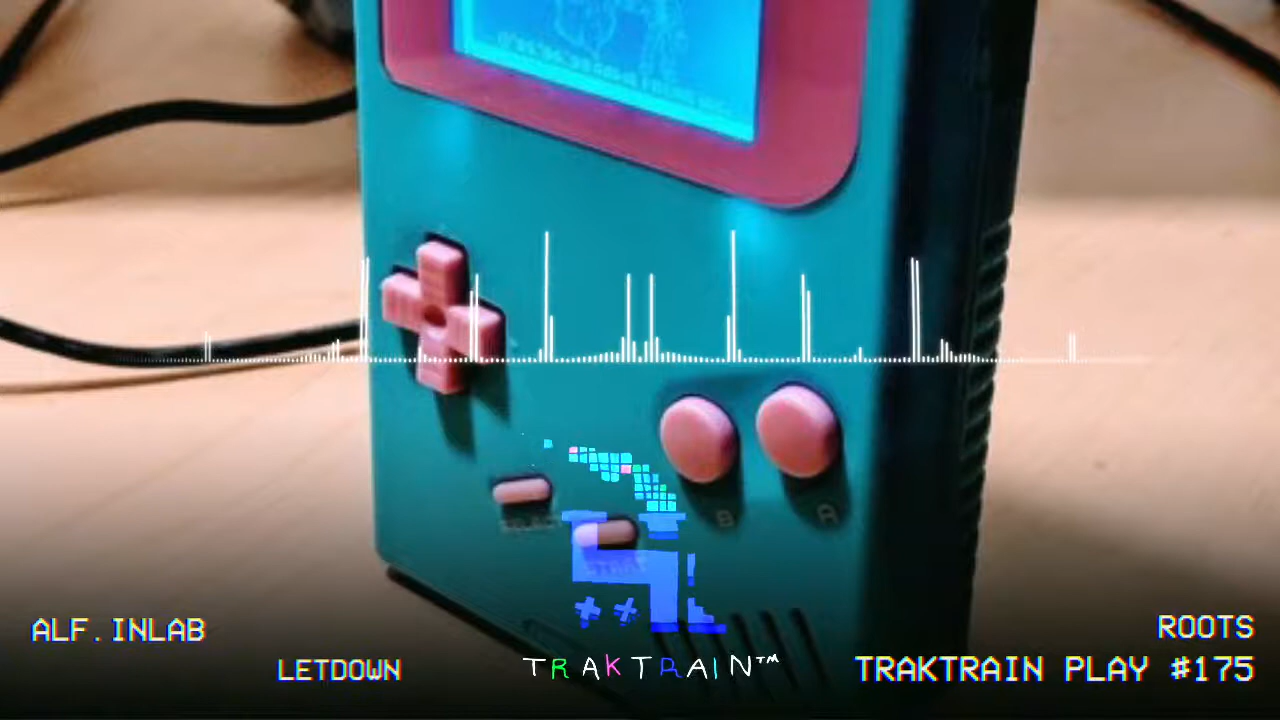 B A
ALF.INLAB
LETDOWN
TRAKTRAIN™
ROOTS
TRAKTRAIN PLAY #175